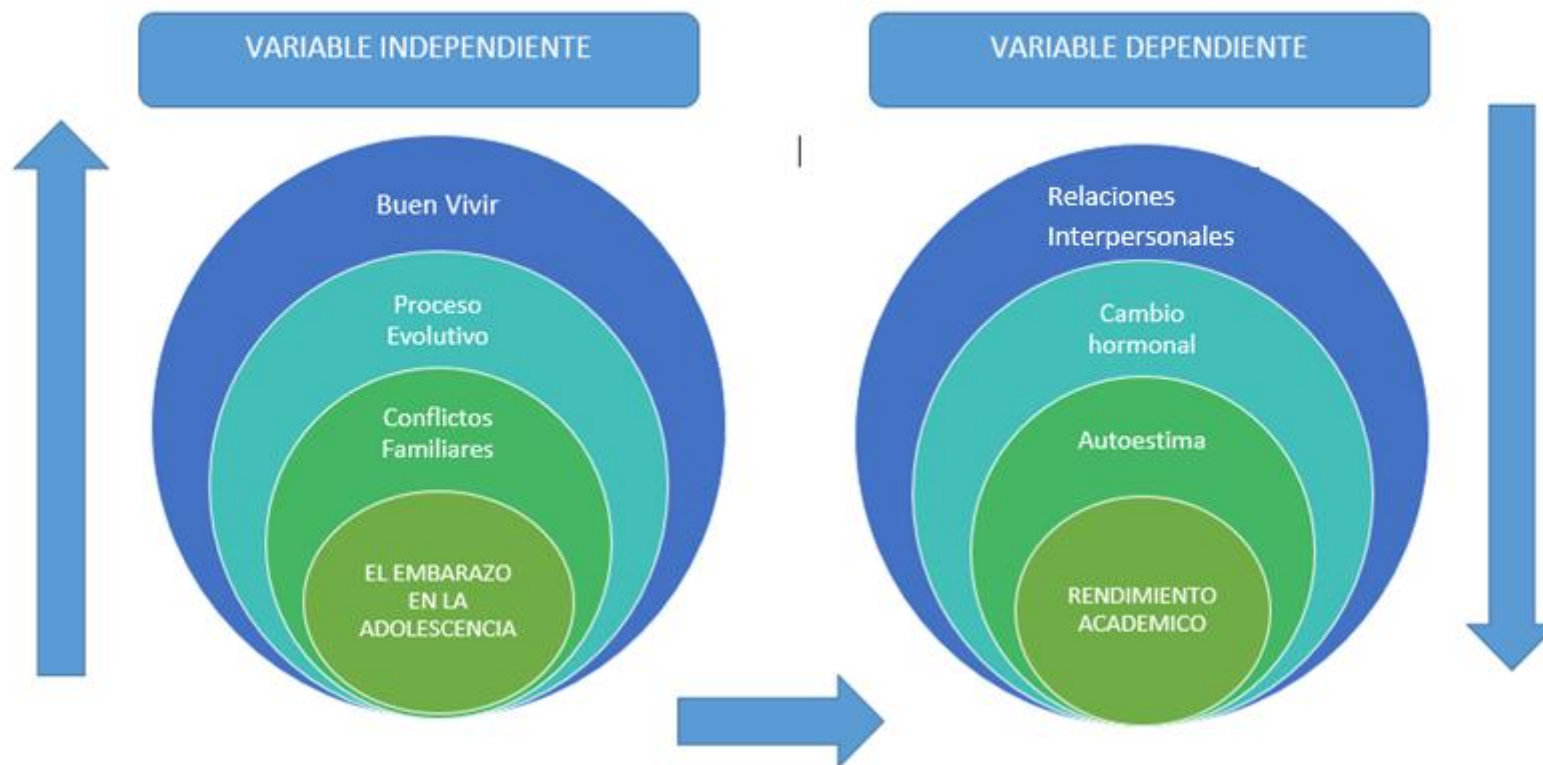 VARIABLE INDEPENDIENTE
Buen Vivir
Proceso
Evolutivo
Conflictos
Familiares
EL EMBARAZO
EN LA
ADOLESCENCIA
VARIABLE DEPENDIENTE
Relaciones
Interpersonales
Cambio
hormonal
Autoestima
RENDIMIENTO
ACADEMICO